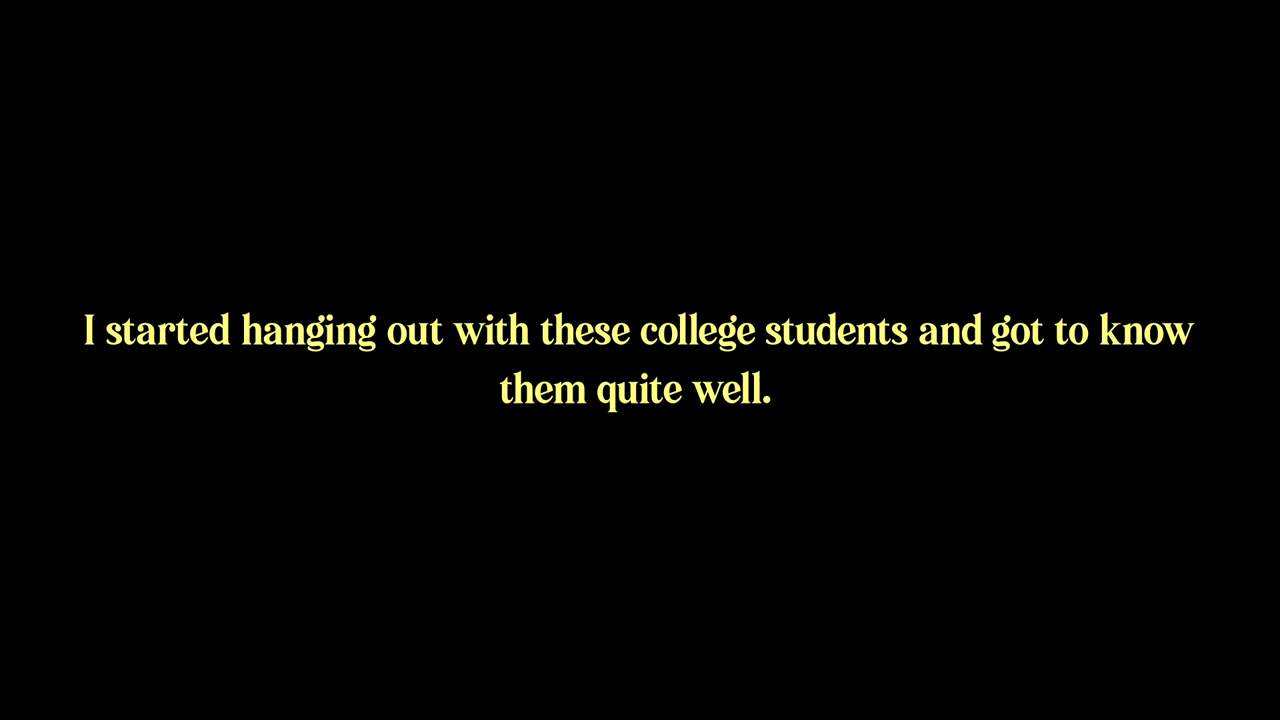 I started hanging out with these college students and got to know
them quite well.